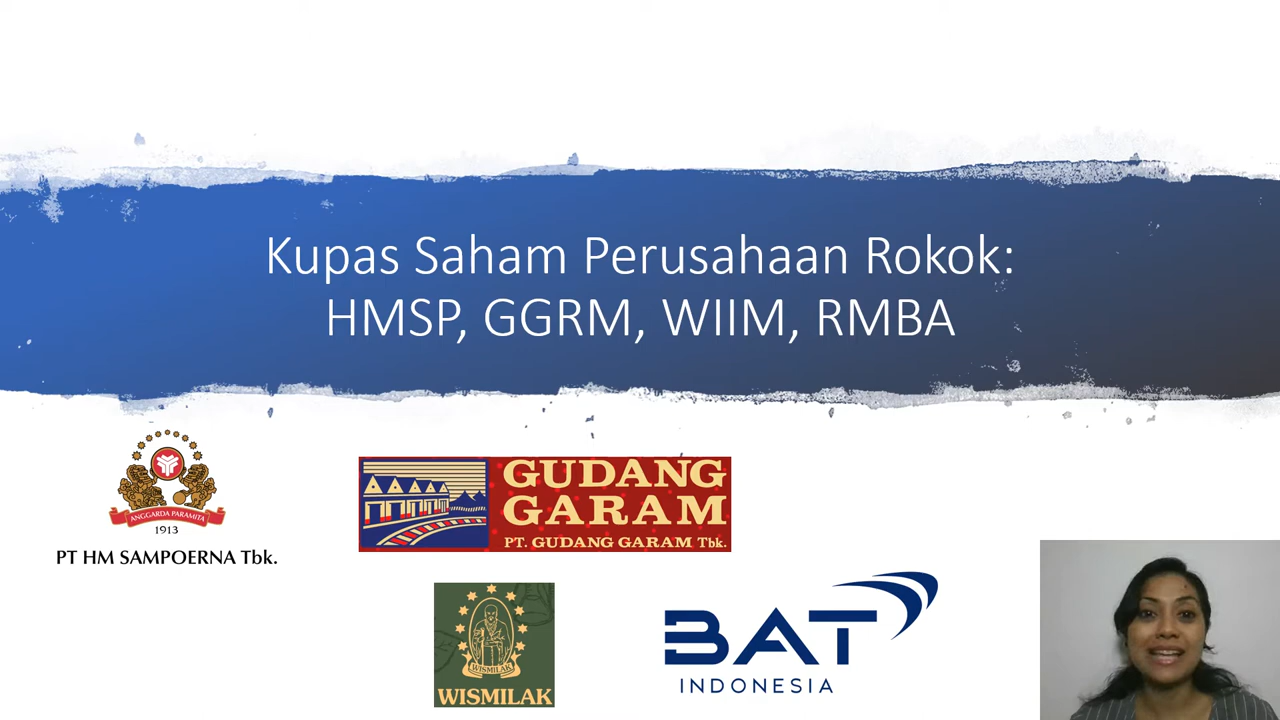 Kupas Saham Perusahaan Rokok:
HMSP, GGRM, WIIM, RMBA
ANGGARDA PARAMITA
1913
PT HM SAMPOERNA Tbk.
GUDANG
GARAM
PT. GUDANG GARAM Tbk.
WISMILAK
WISMILAK
BAT
INDONESIA